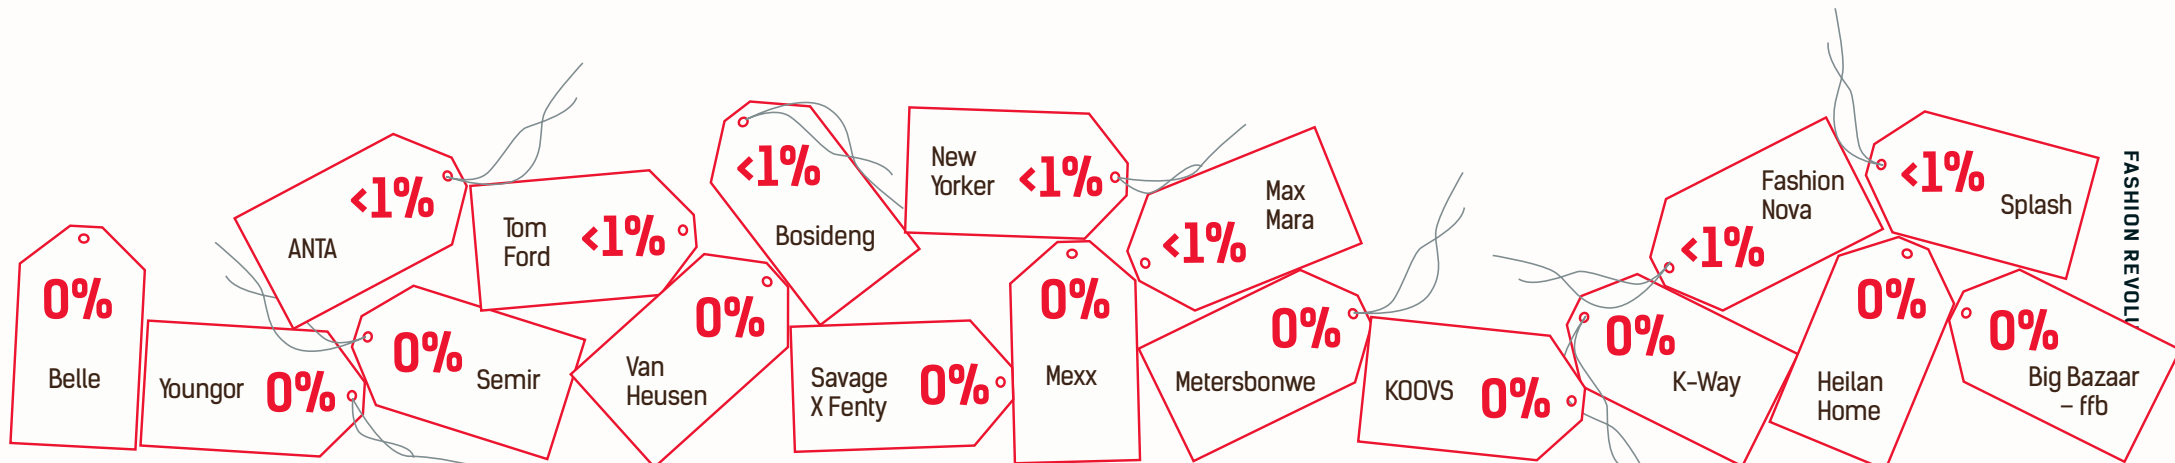 0%
Belle
Youngor 0%
<1%
ANTA
0%
Semir
Tom
Ford
<1%
0%
Van
Heusen
<1%
Bosideng
Savage
X Fenty
0%
New
Yorker
<1%
0%
Mexx
Max
Mara
<1%
0%
Metersbonwe
KOOVS 0%
0%
K-Way
Fashion
Nova
<1%
0%
Heilan
Home
<1%
Splash
0%
Big Bazaar
– ffb
FASHION